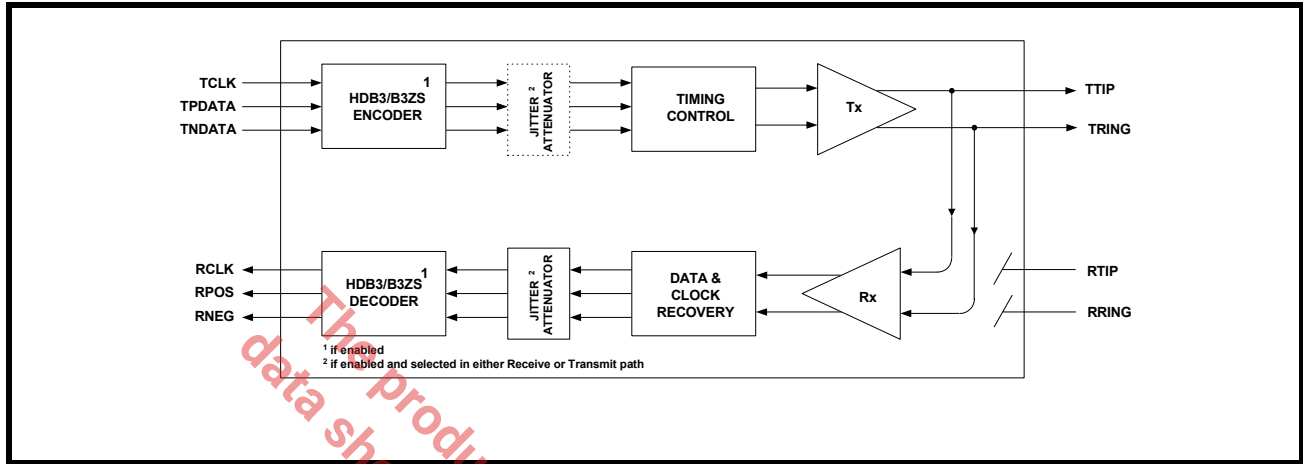 TCLK
TPDATA
TNDATA
HDB3/B3ZS 1
ENCODER
JITTER 2
ATTENUATOR
TIMING
CONTROL
Tx
TTIP
TRING
RCLK
RPOS
RNEG
HDB3/B3ZS 1
DECODER
JITTER 2
ATTENUATOR
DATA &
CLOCK
RECOVERY
Rx
RTIP
RRING
1 if enabled
2 if enabled and selected in either Receive or Transmit path
The produ
data she